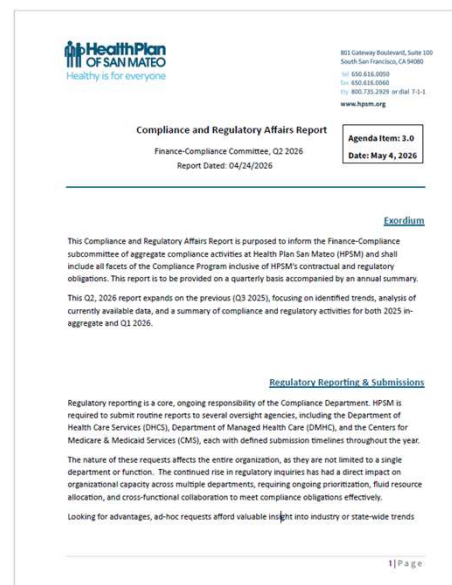 HealthPlan
OF SAN MATEO
Healthy is for everyone
801 Gateway Boulevard, Suite 100
South San Francisco, CA 94080
tel 650.616.0050
fax 650.616.0060
tty 800.735.2929 or dial 7-1-1
www.hpsm.org
Compliance and Regulatory Affairs Report
Finance-Compliance Committee, Q2 2026
Report Dated: 04/24/2026
Agenda Item: 3.0
Date: May 4, 2026
Exordium
This Compliance and Regulatory Affairs Report is purposed to inform the Finance-Compliance
subcommittee of aggregate compliance activities at Health Plan San Mateo (HPSM) and shall
include all facets of the Compliance Program inclusive of HPSM's contractual and regulatory
obligations. This report is to be provided on a quarterly basis accompanied by an annual summary.
This Q2, 2026 report expands on the previous (Q3 2025), focusing on identified trends, analysis of
currently available data, and a summary of compliance and regulatory activities for both 2025 in-
aggregate and Q1 2026.
Regulatory Reporting & Submissions
Regulatory reporting is a core, ongoing responsibility of the Compliance Department. HPSM is
required to submit routine reports to several oversight agencies, including the Department of
Health Care Services (DHCS), Department of Managed Health Care (DMHC), and the Centers for
Medicare & Medicaid Services (CMS), each with defined submission timelines throughout the year.
The nature of these requests affects the entire organization, as they are not limited to a single
department or function. The continued rise in regulatory inquiries has had a direct impact on
organizational capacity across multiple departments, requiring ongoing prioritization, fluid resource
allocation, and cross-functional collaboration to meet compliance obligations effectively.
Looking for advantages, ad-hoc requests afford valuable insight into industry or state-wide trends
1|Page